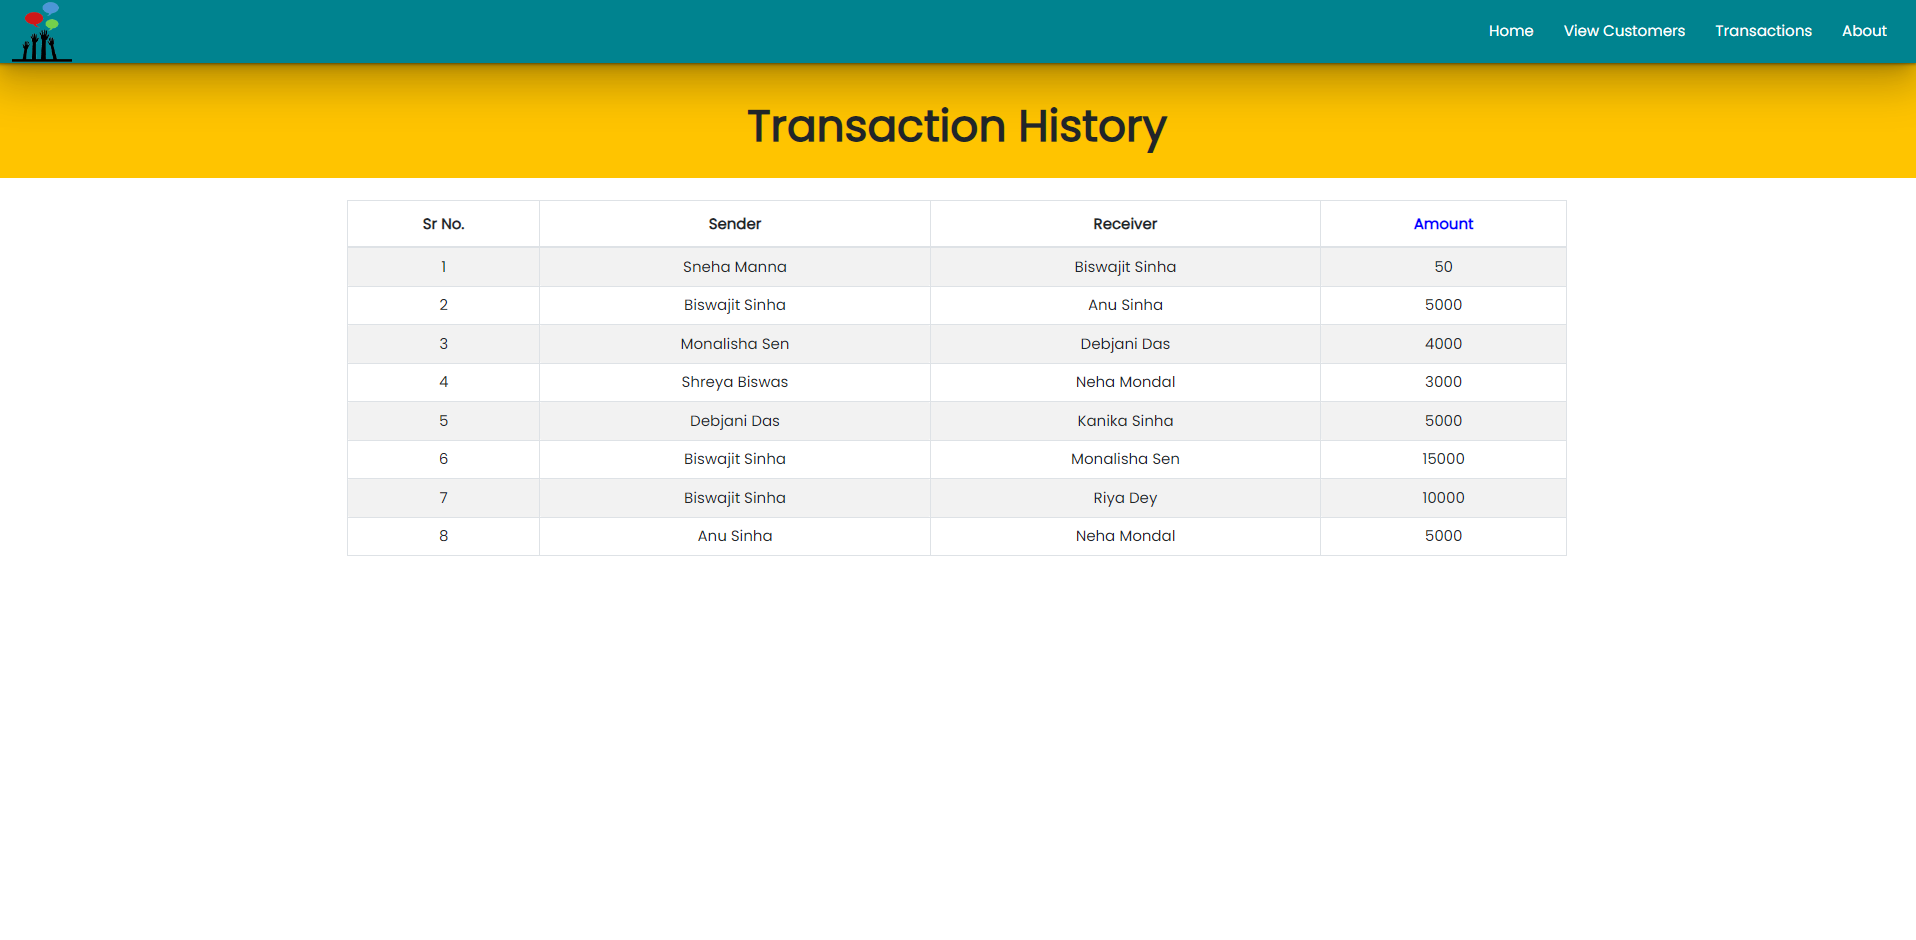 Home View Customers Transactions About
Transaction History
Sr No. Sender Receiver Amount
1 Sneha Manna Biswajit Sinha 50
2 Biswajit Sinha Anu Sinha 5000
3 Monalisha Sen Debjani Das 4000
4 Shreya Biswas Neha Mondal 3000
5 Debjani Das Kanika Sinha 5000
6 Biswajit Sinha Monalisha Sen 15000
7 Biswajit Sinha Riya Dey 10000
8 Anu Sinha Neha Mondal 5000